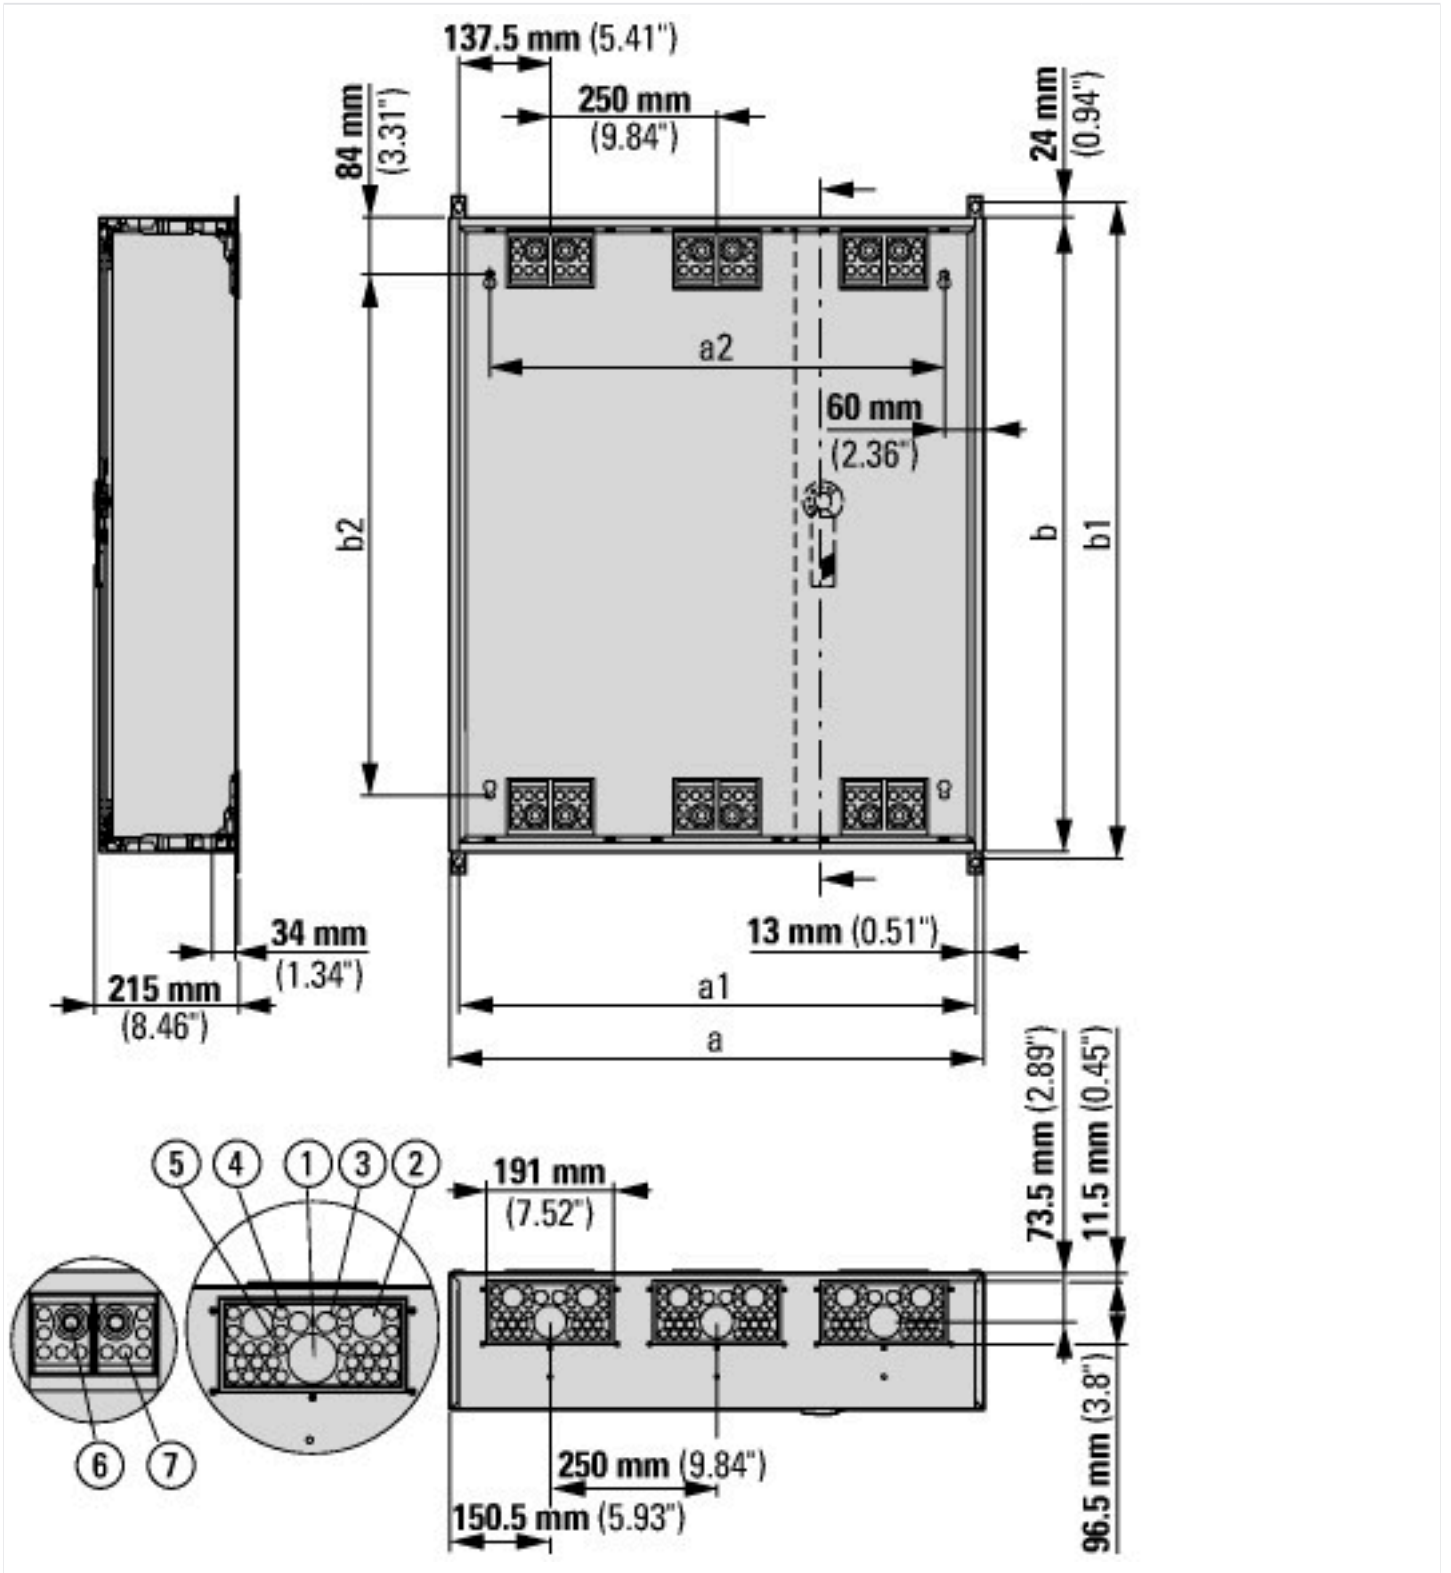 137.5 mm (5.41")
250 mm
(9.84")
84 mm
(3.31")
24 mm
(0.94")
a2
60 mm
(2.36")
b2
b
b1
34 mm
(1.34")
215 mm
(8.46")
13 mm (0.51")
a1
a
73.5 mm (2.89")
11.5 mm (0.45")
5
4
1
3
2
191 mm
(7.52")
6
7
250 mm (9.84")
150.5 mm (5.93")
96.5 mm (3.8")